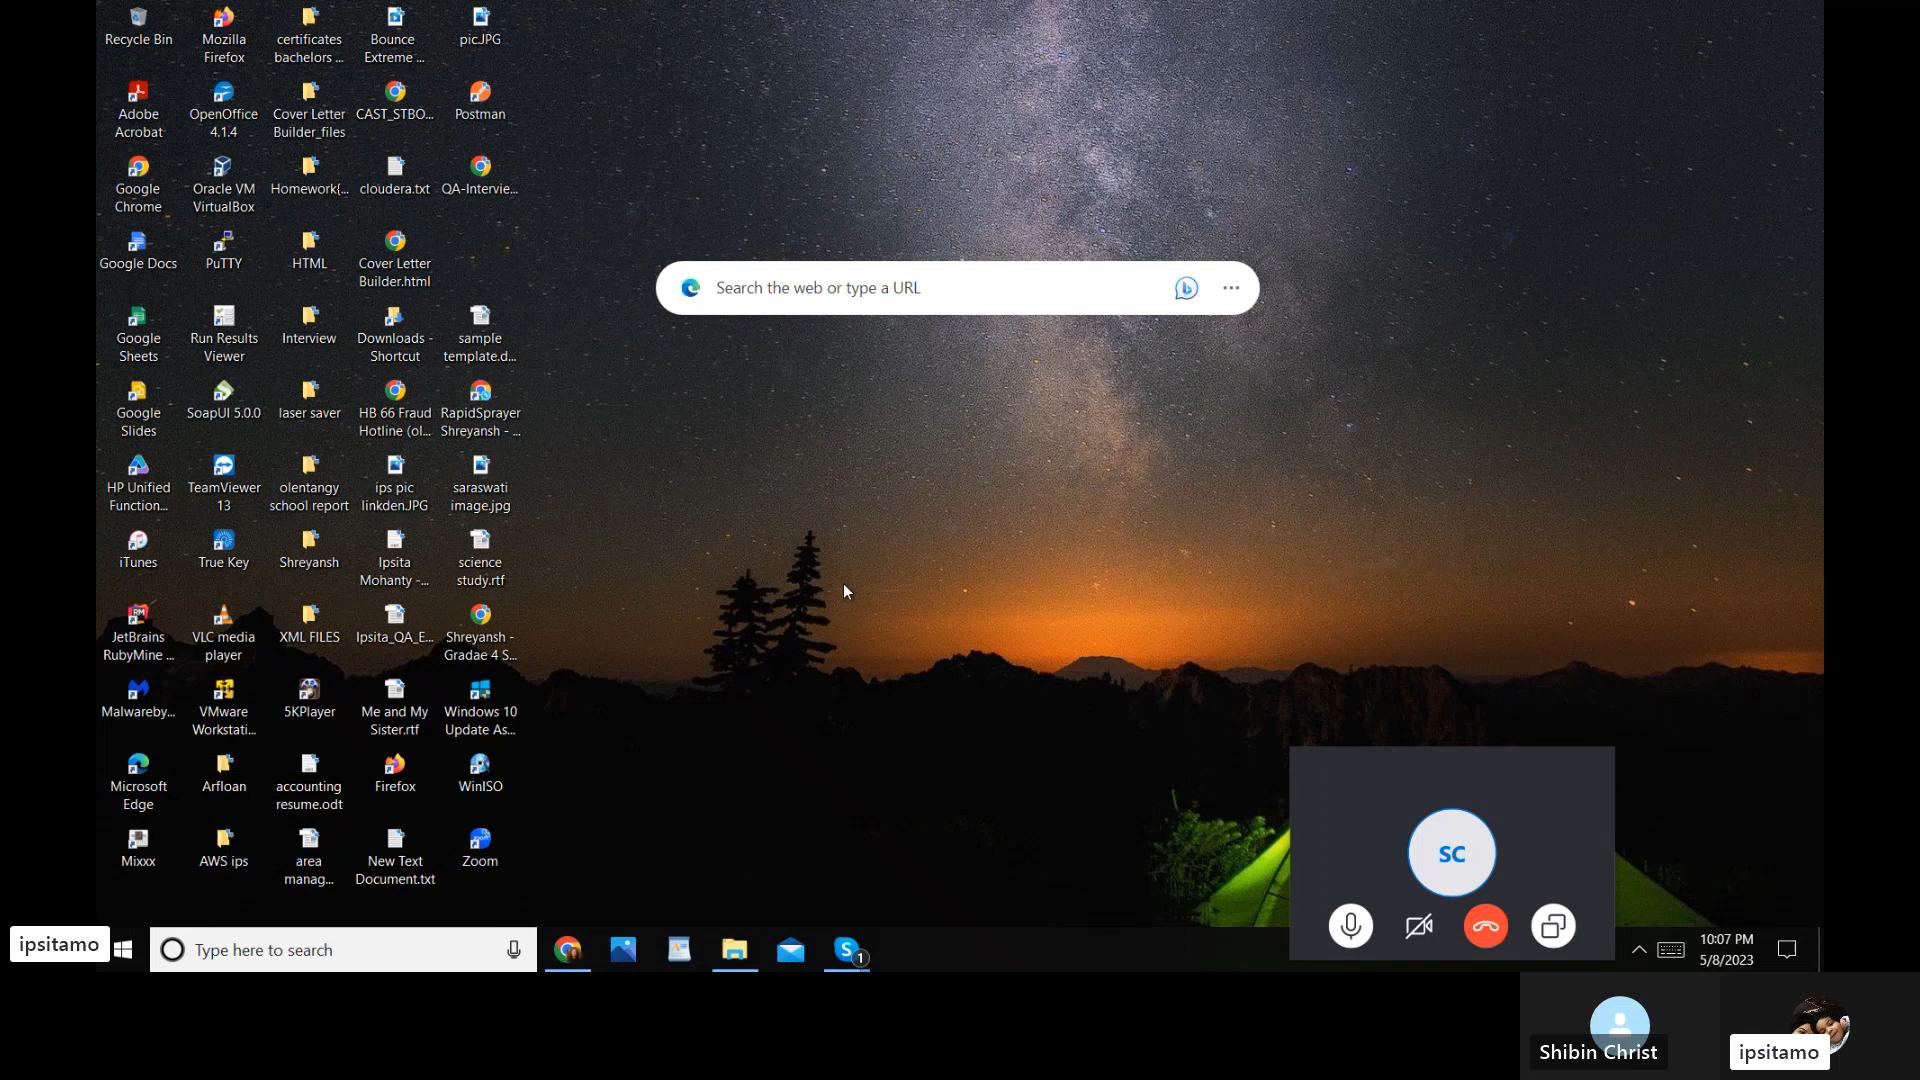 Recycle Bin
Mozilla
Firefox
certificates
bachelors ...
Bounce
Extreme ...
pic.JPG
Adobe
Acrobat
OpenOffice
4.1.4
Cover Letter
Builder_files
CAST_STBO...
Postman
Google
Chrome
Oracle VM
VirtualBox
Homework{...
cloudera.txt
QA-Intervie...
Google Docs
PuTTY
HTML
Cover Letter
Builder.html
Search the web or type a URL
Google
Sheets
Run Results
Viewer
Interview
Downloads -
Shortcut
sample
template.d...
Google
Slides
SoapUI 5.0.0
laser saver
HB 66 Fraud
Hotline (ol...
RapidSprayer
Shreyansh - ...
HP Unified
Function...
TeamViewer
13
olentangy
school report
ips pic
linkden.JPG
saraswati
image.jpg
iTunes
True Key
Shreyansh
Ipsita
Mohanty -...
science
study.rtf
JetBrains
RubyMine ...
VLC media
player
XML FILES
Ipsita_QA_E...
Shreyansh -
Gradae 4 S...
Malwareby...
VMware
Workstati...
5KPlayer
Me and My
Sister.rtf
Windows 10
Update As...
Microsoft
Edge
Arfloan
accounting
resume.odt
Firefox
WinISO
Mixxx
AWS ips
area
manag...
New Text
Document.txt
Zoom
SC
ipsitamo
Type here to search
1
10:07 PM
5/8/2023
Shibin Christ
ipsitamo